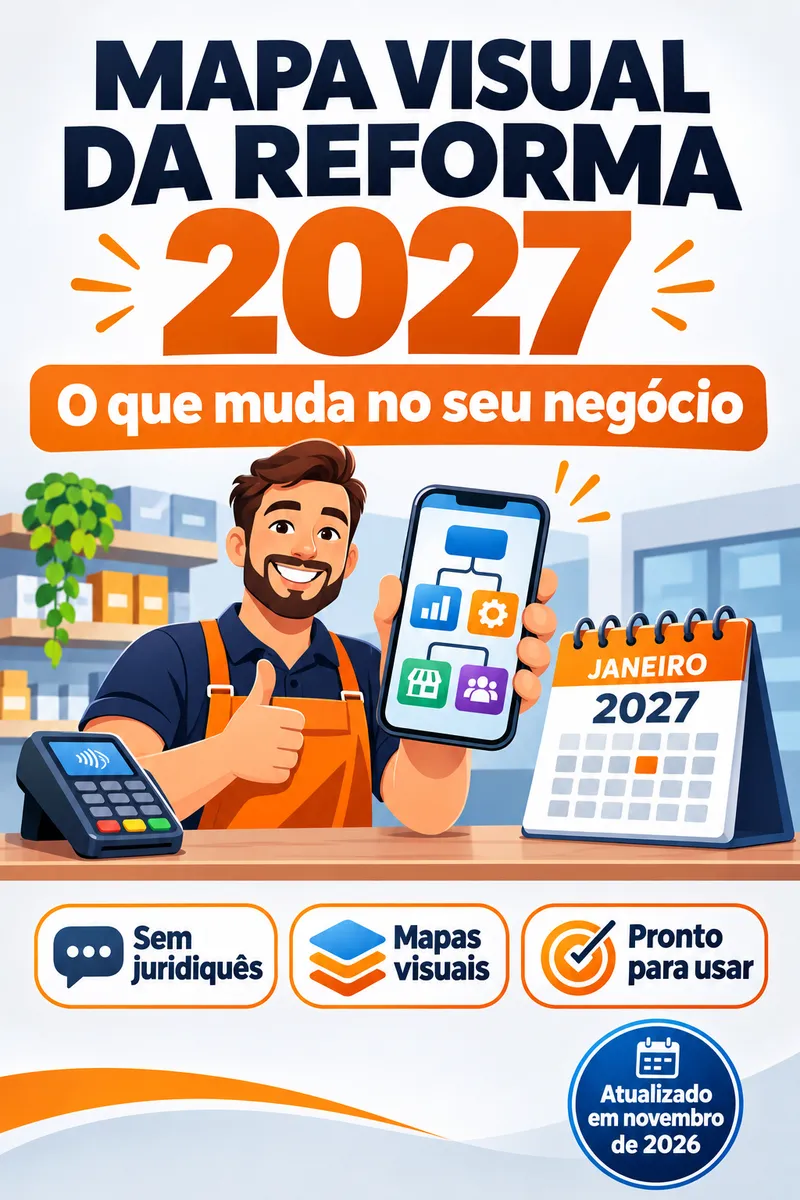 MAPA VISUAL
DA REFORMA
2027
O que muda no seu negócio
JANEIRO
2027
Sem
juridiquês
Mapas
visuais
Pronto
para usar
Atualizado
em novembro
de 2026